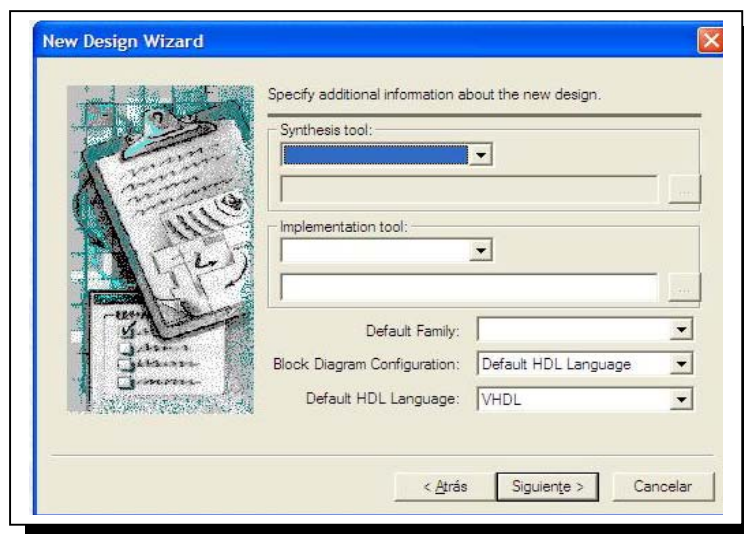 New Design Wizard
Specify additional information about the new design.
Synthesis tool:
...
Implementation tool:
...
Default Family:
Block Diagram Configuration: Default HDL Language
Default HDL Language: VHDL
< Atrás Siguiente > Cancelar